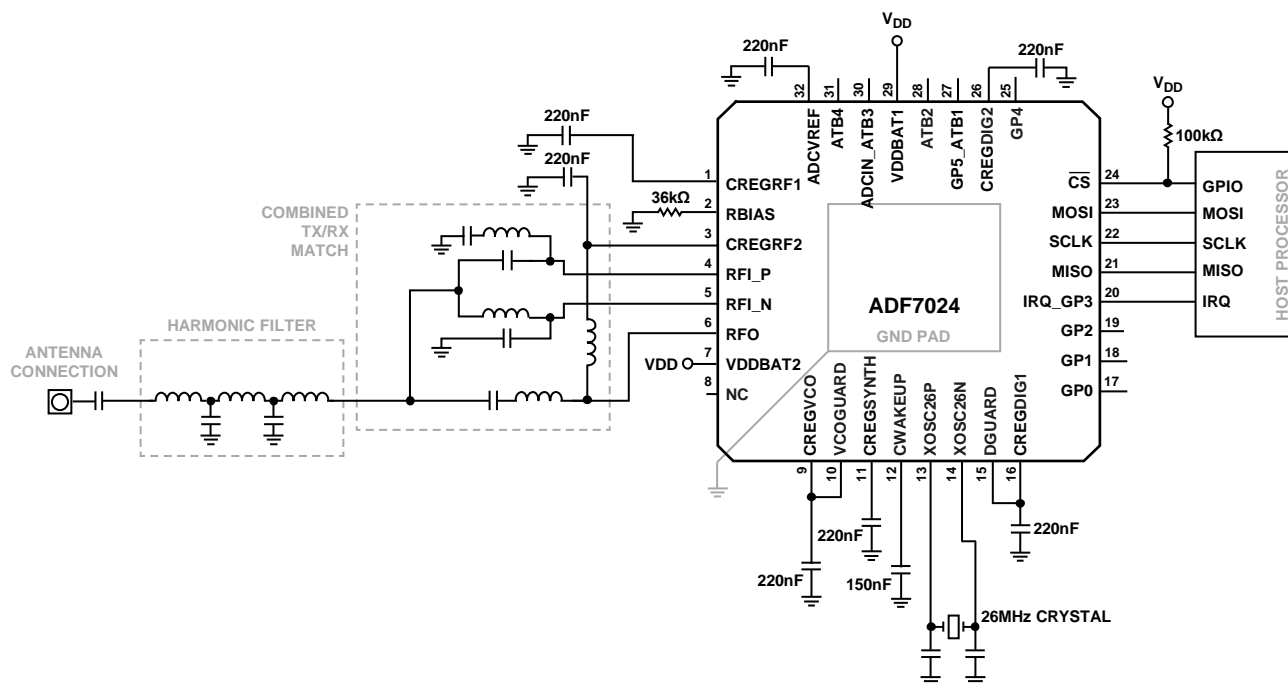 VDD
220nF
220nF
32
31
30
29
28
27
26
25
VDD
220nF
ADCVREF
ATB4
ADCIN_ATB3
VDDBAT1
ATB2
GP5_ATB1
CREGDIG2
GP4
100kΩ
220nF
1
CREGRF1
CS
24
GPIO
36kΩ
2
RBIAS
MOSI
23
MOSI
COMBINED
TX/RX
MATCH
3
CREGRF2
SCLK
22
SCLK
4
RFI_P
MISO
21
MISO
5
RFI_N
ADF7024
IRQ_GP3
20
IRQ
HOST PROCESSOR
HARMONIC FILTER
6
RFO
GND PAD
GP2
19
ANTENNA
CONNECTION
VDD
7
VDDBAT2
GP1
18
8
NC
GP0
17
CREGVCO
VCOGUARD
CREGSYNTH
CWAKEUP
XOSC26P
XOSC26N
DGUARD
CREGDIG1
9
10
11
12
13
14
15
16
220nF
220nF
220nF
150nF
26MHz CRYSTAL